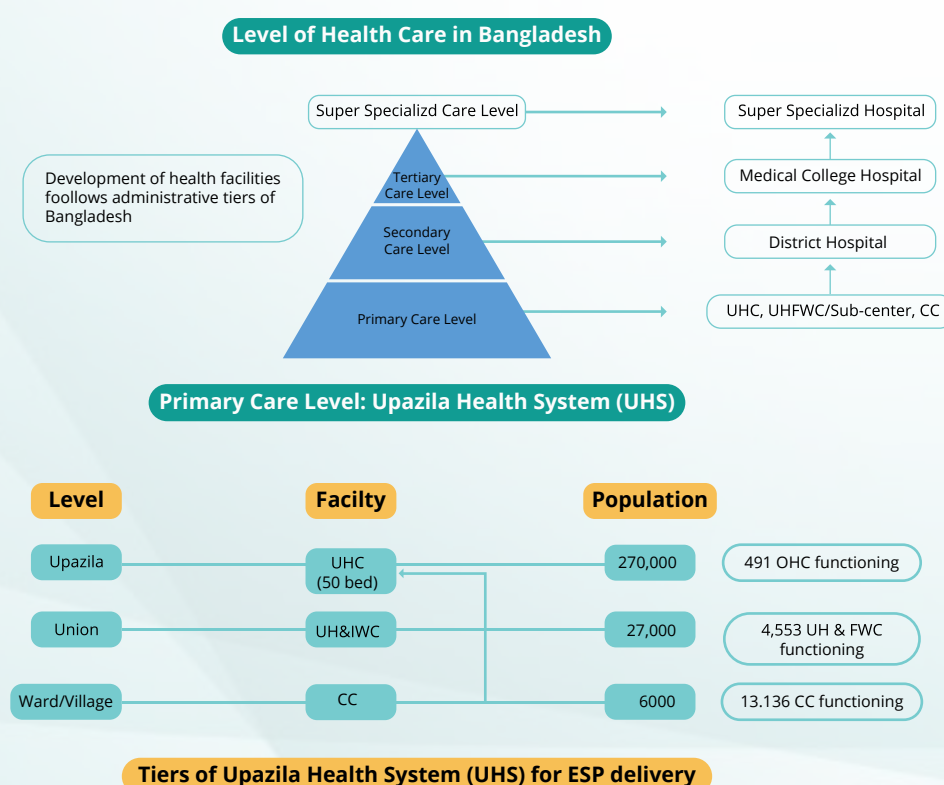 Level of Health Care in Bangladesh
Super Specializd Care Level
Super Specializd Hospital
Development of health facilities
foollows administrative tiers of
Bangladesh
Tertiary
Care Level
Medical College Hospital
Secondary
Care Level
District Hospital
Primary Care Level
UHC, UHFWC/Sub-center, CC
Primary Care Level: Upazila Health System (UHS)
Level
Facilty
Population
Upazila
UHC
(50 bed)
270,000
491 OHC functioning
Union
UH&IWC
27,000
4,553 UH & FWC
functioning
Ward/Village
CC
6000
13.136 CC functioning
Tiers of Upazila Health System (UHS) for ESP delivery